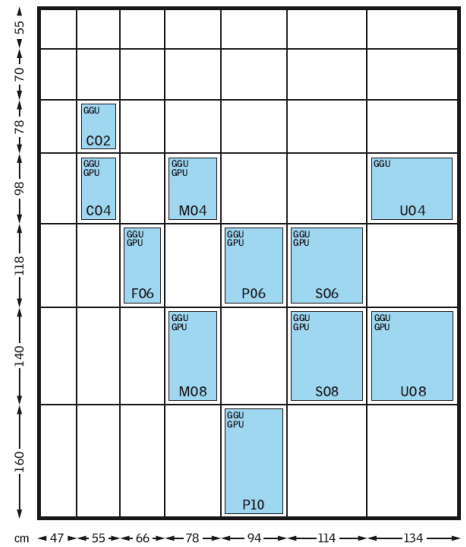 55
70
78
GGU
C02
98
GGU
GPU
C04
GGU
GPU
M04
GGU
U04
118
GGU
GPU
F06
GGU
GPU
P06
GGU
GPU
S06
140
GGU
GPU
M08
GGU
GPU
S08
GGU
GPU
U08
160
GGU
GPU
P10
cm 47 55 66 78 94 114 134